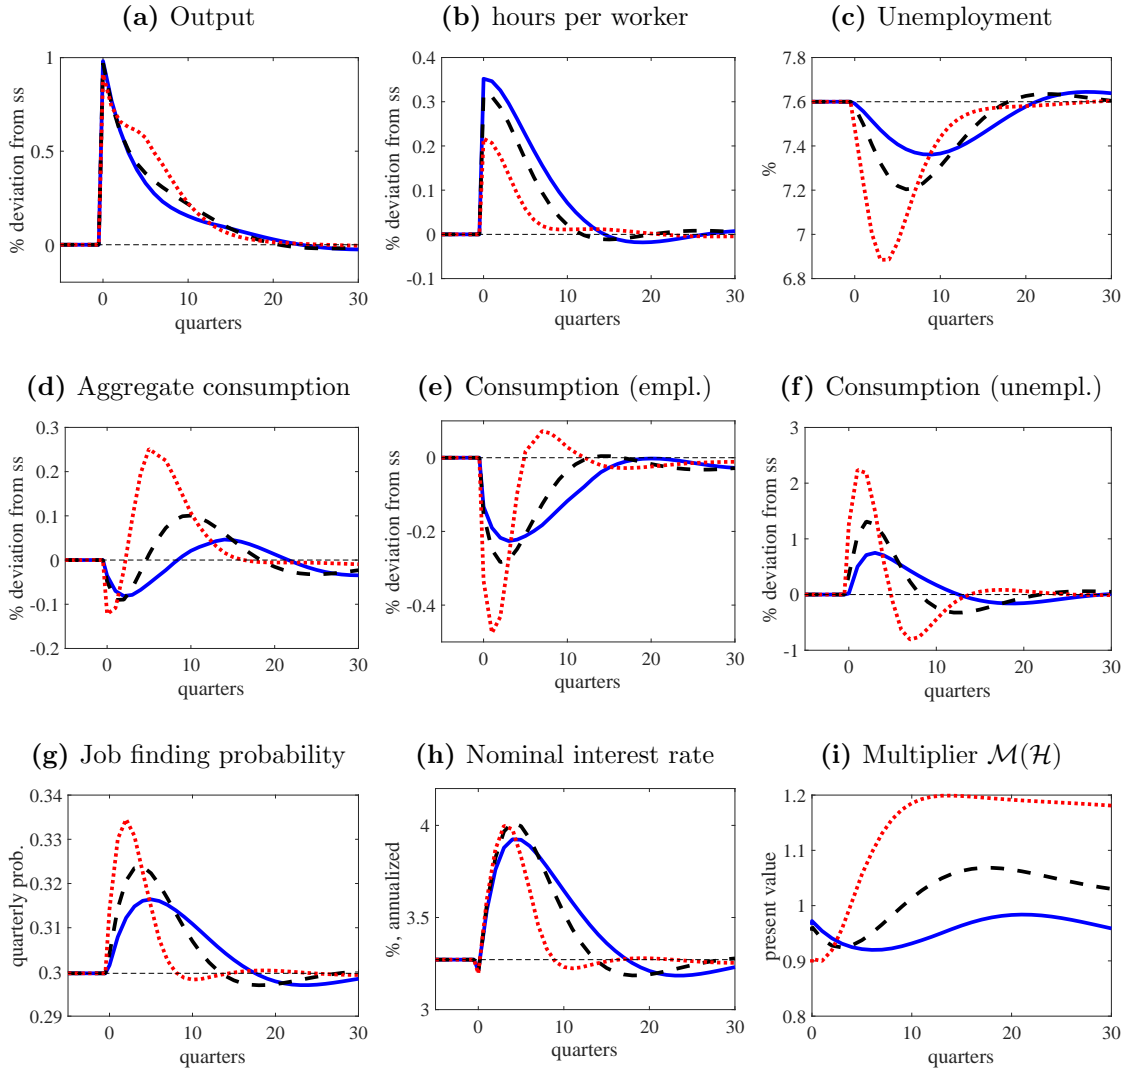 (a) Output
% deviation from ss
1
0.5
0
0 10 20 30
quarters
(b) hours per worker
% deviation from ss
0.4
0.3
0.2
0.1
0
-0.1
0 10 20 30
quarters
(c) Unemployment
%
7.8
7.6
7.4
7.2
7
6.8
0 10 20 30
quarters
(d) Aggregate consumption
% deviation from ss
0.3
0.2
0.1
0
-0.1
-0.2
0 10 20 30
quarters
(e) Consumption (empl.)
% deviation from ss
0
-0.2
-0.4
0 10 20 30
quarters
(f) Consumption (unempl.)
% deviation from ss
3
2
1
0
-1
0 10 20 30
quarters
(g) Job finding probability
quarterly prob.
0.34
0.33
0.32
0.31
0.3
0.29
0 10 20 30
quarters
(h) Nominal interest rate
%, annualized
4
3.5
3
0 10 20 30
quarters
(i) Multiplier M(H)
present value
1.2
1.1
1
0.9
0.8
0 10 20 30
quarters